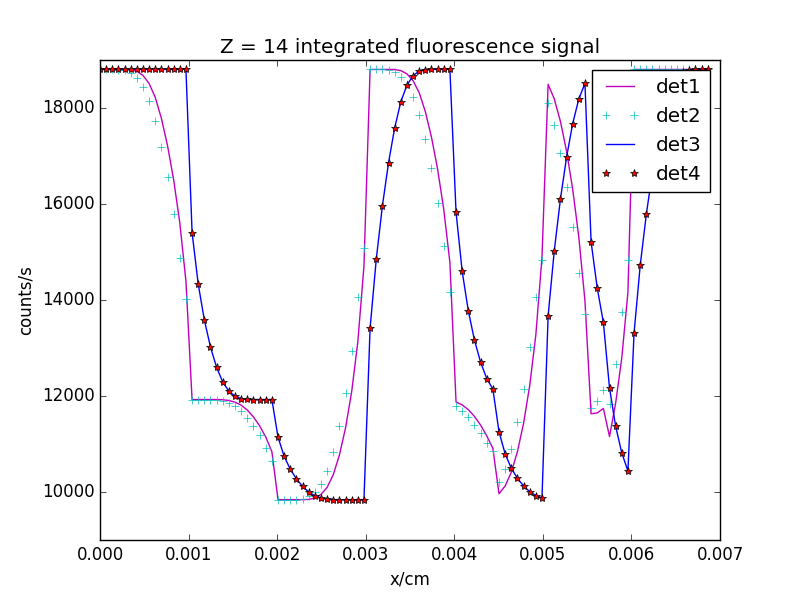 Z = 14 integrated fluorescence signal
det1
det2
det3
det4
18000
16000
14000
12000
10000
counts/s
0.000 0.001 0.002 0.003 0.004 0.005 0.006 0.007
x/cm